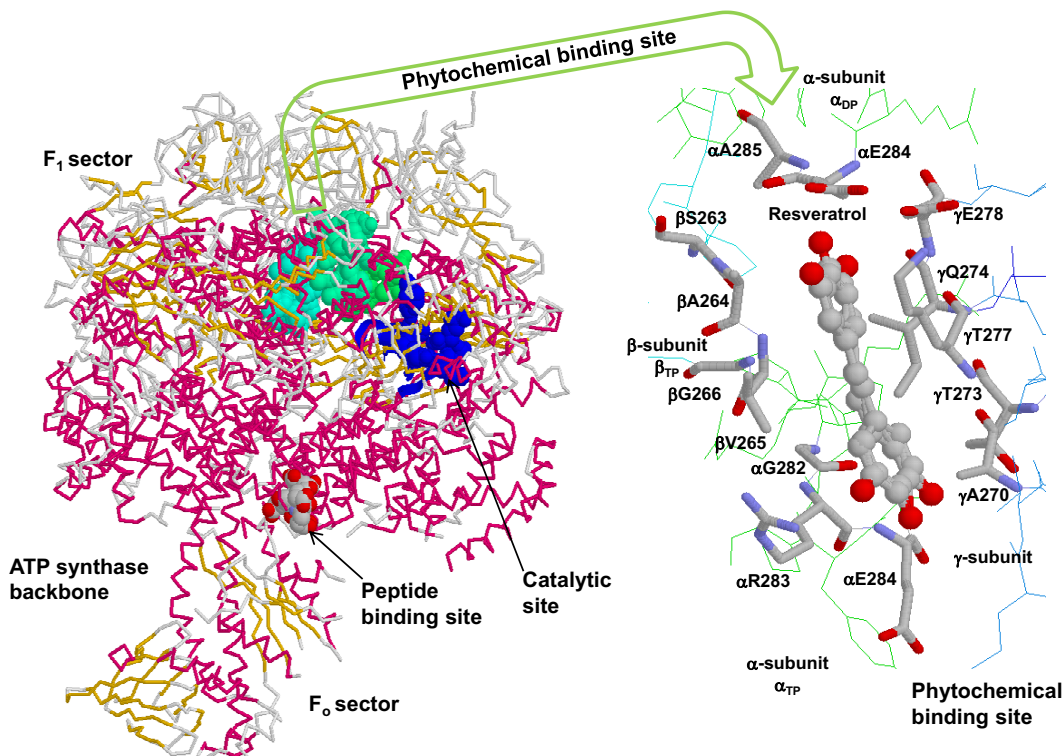 Phytochemical binding site
F1 sector
ATP synthase
backbone
Peptide
binding site
Catalytic
site
Fo sector
α-subunit
αDP
αA285
αE284
Resveratrol
βS263
γE278
γQ274
βA264
γT277
β-subunit
βTP
βG266
γT273
βV265
αG282
γA270
αR283
αE284
γ-subunit
α-subunit
αTP
Phytochemical
binding site